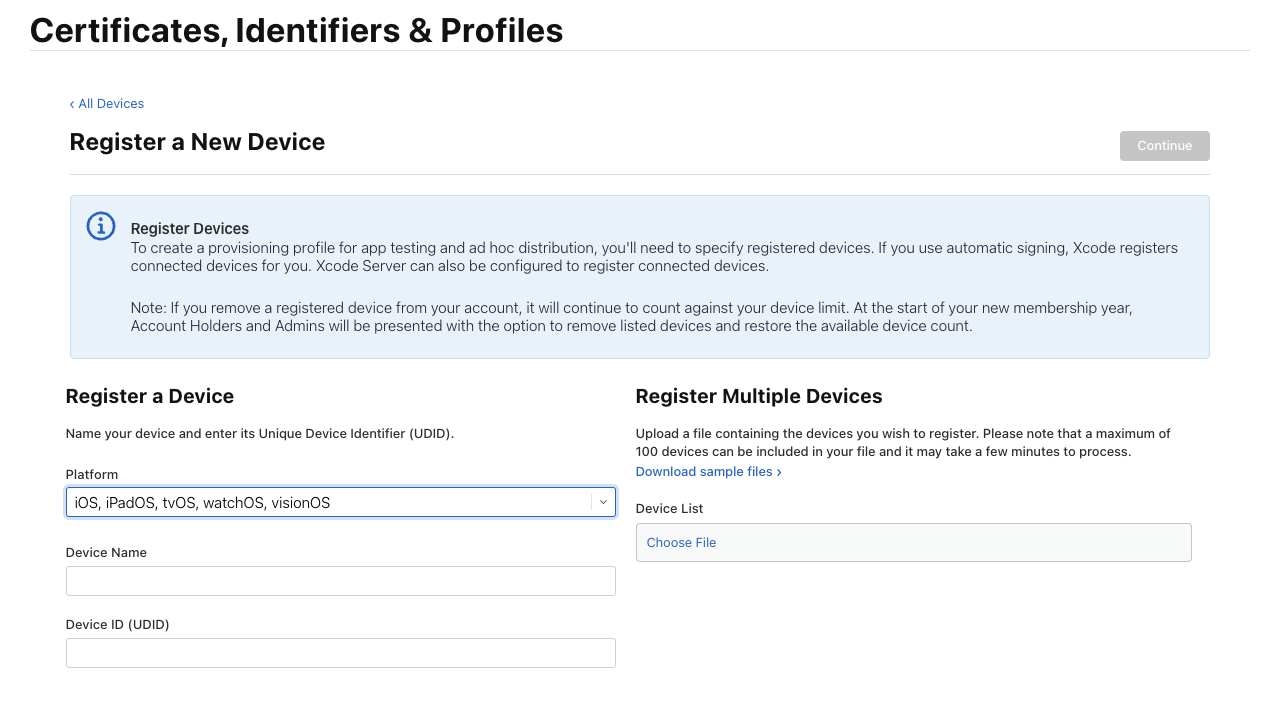 Certificates, Identifiers & Profiles
‹ All Devices
Register a New Device
Continue
Register Devices
To create a provisioning profile for app testing and ad hoc distribution, you'll need to specify registered devices. If you use automatic signing, Xcode registers
connected devices for you. Xcode Server can also be configured to register connected devices.
Note: If you remove a registered device from your account, it will continue to count against your device limit. At the start of your new membership year,
Account Holders and Admins will be presented with the option to remove listed devices and restore the available device count.
Register a Device
Name your device and enter its Unique Device Identifier (UDID).
Platform
iOS, iPadOS, tvOS, watchOS, visionOS
Device Name
Device ID (UDID)
Register Multiple Devices
Upload a file containing the devices you wish to register. Please note that a maximum of
100 devices can be included in your file and it may take a few minutes to process.
Download sample files ›
Device List
Choose File